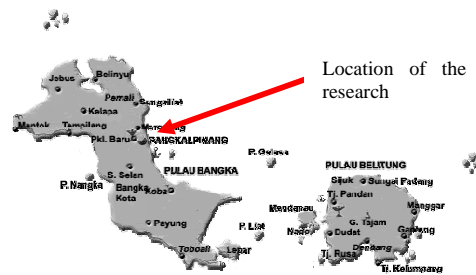 Location of the
research
Belinyu
Jebus
Pemali
Sungailiat
Kelapa
Mentok
Tempilang
Pkl. Baru
PANGKALPINANG
P. Gelasa
PULAU BELITUNG
PULAU BANGKA
S. Selan
Sijuk
Sungai Padang
P. Nangka
Bangka
Kota
Koba
Tj. Pandan
Mendanau
Manggar
Payung
P. Liat
G. Tajam
Dudat
Gantung
Dendang
Toboali
Lepar
Tj. Rusa
Tj. Kelumpang